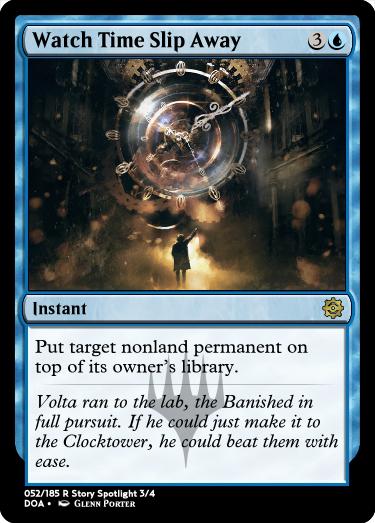 Watch Time Slip Away 3
Instant
Put target nonland permanent on
top of its owner's library.
Volta ran to the lab, the Banished in
full pursuit. If he could just make it to
the Clocktower, he could beat them with
ease.
052/185 R Story Spotlight 3/4
DOA • Glenn Porter